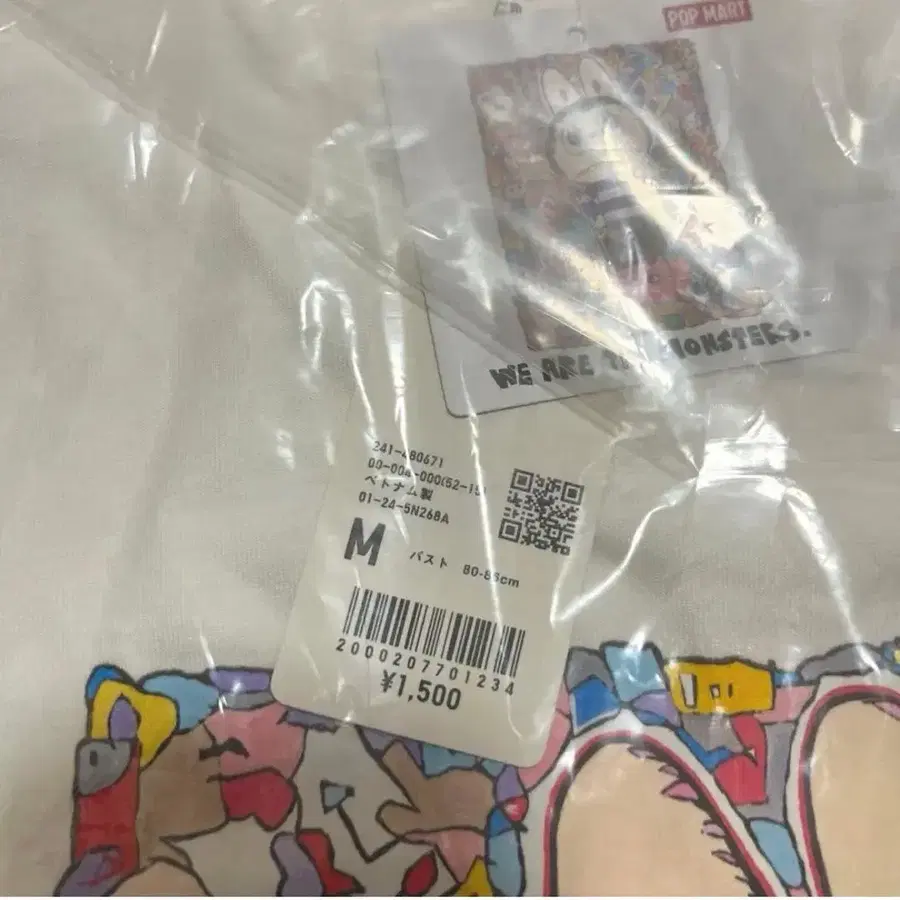 POP MART
WE ARE THE MONSTERS.
241-480671
00-004-000(52-15)
ベトナム製
01-24-5N268A
M
バスト 80-86cm
2000207701234
¥1,500